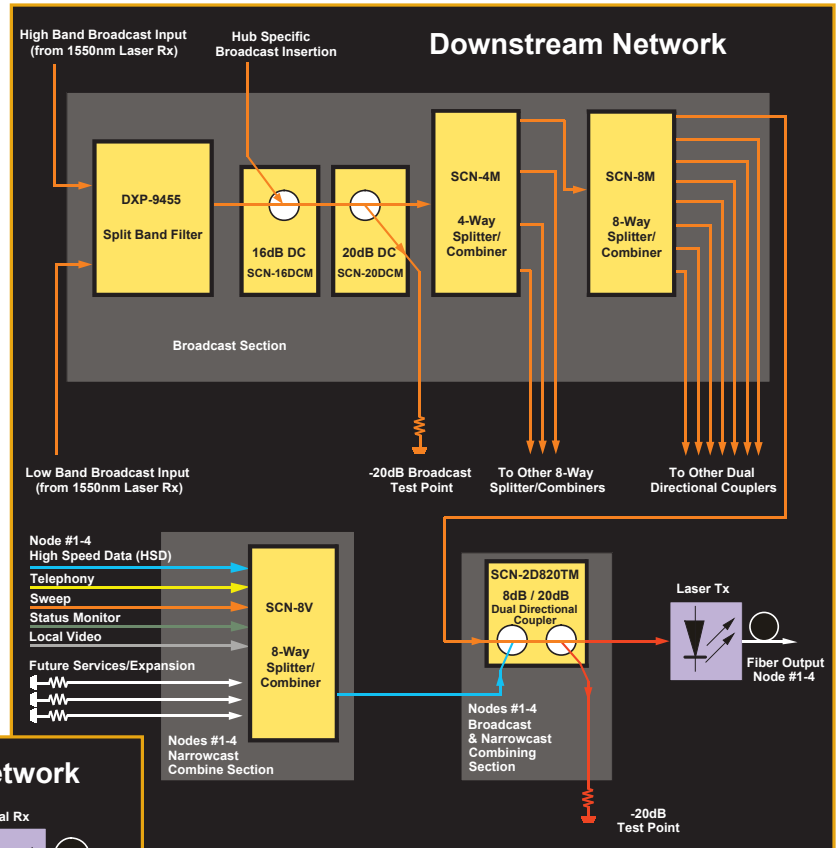 Downstream Network
High Band Broadcast Input
(from 1550nm Laser Rx)
Hub Specific
Broadcast Insertion
DXP-9455
Split Band Filter
16dB DC
SCN-16DCM
20dB DC
SCN-20DCM
SCN-4M
4-Way
Splitter/
Combiner
SCN-8M
8-Way
Splitter/
Combiner
Broadcast Section
Low Band Broadcast Input
(from 1550nm Laser Rx)
-20dB Broadcast
Test Point
To Other 8-Way
Splitter/Combiners
To Other Dual
Directional Couplers
Node #1-4
High Speed Data (HSD)
Telephony
Sweep
Status Monitor
Local Video
Future Services/Expansion
SCN-8V
8-Way
Splitter/
Combiner
Nodes #1-4
Narrowcast
Combine Section
SCN-2D820TM
8dB / 20dB
Dual Directional
Coupler
Nodes #1-4
Broadcast
& Narrowcast
Combining
Section
Laser Tx
Fiber Output
Node #1-4
-20dB
Test Point
etwork
al Rx